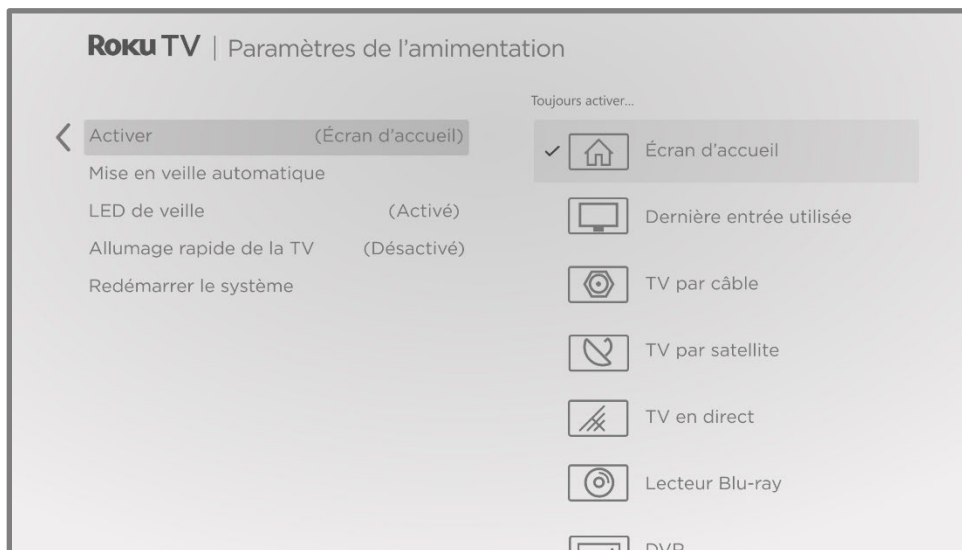 Roku TV | Paramètres de l'amimentation
Activer (Écran d'accueil)
Mise en veille automatique
LED de veille (Activé)
Allumage rapide de la TV (Désactivé)
Redémarrer le système
Toujours activer...
Écran d'accueil
Dernière entrée utilisée
TV par câble
TV par satellite
TV en direct
Lecteur Blu-ray
DVR